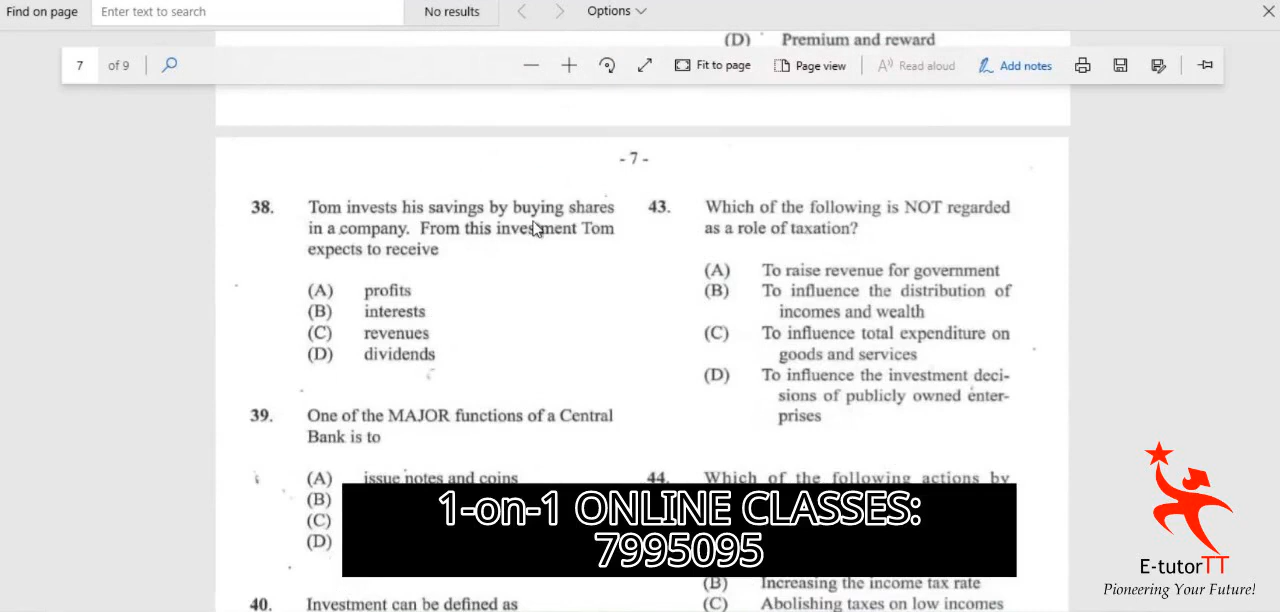 Find on page Enter text to search No results Options
(D) Premium and reward
7 of 9 Fit to page Page view Read aloud Add notes
- 7 -
38. Tom invests his savings by buying shares
in a company. From this investment Tom
expects to receive
(A) profits
(B) interests
(C) revenues
(D) dividends
39. One of the MAJOR functions of a Central
Bank is to
(A) issue notes and coins
(B)
(C)
(D)
40. Investment can be defined as
43. Which of the following is NOT regarded
as a role of taxation?
(A) To raise revenue for government
(B) To influence the distribution of
incomes and wealth
(C) To influence total expenditure on
goods and services
(D) To influence the investment deci-
sions of publicly owned enter-
prises
44. Which of the following actions by
(B) Increasing the income tax rate
(C) Abolishing taxes on low incomes
1-on-1 ONLINE CLASSES:
7995095
E-tutorTT
Pioneering Your Future!